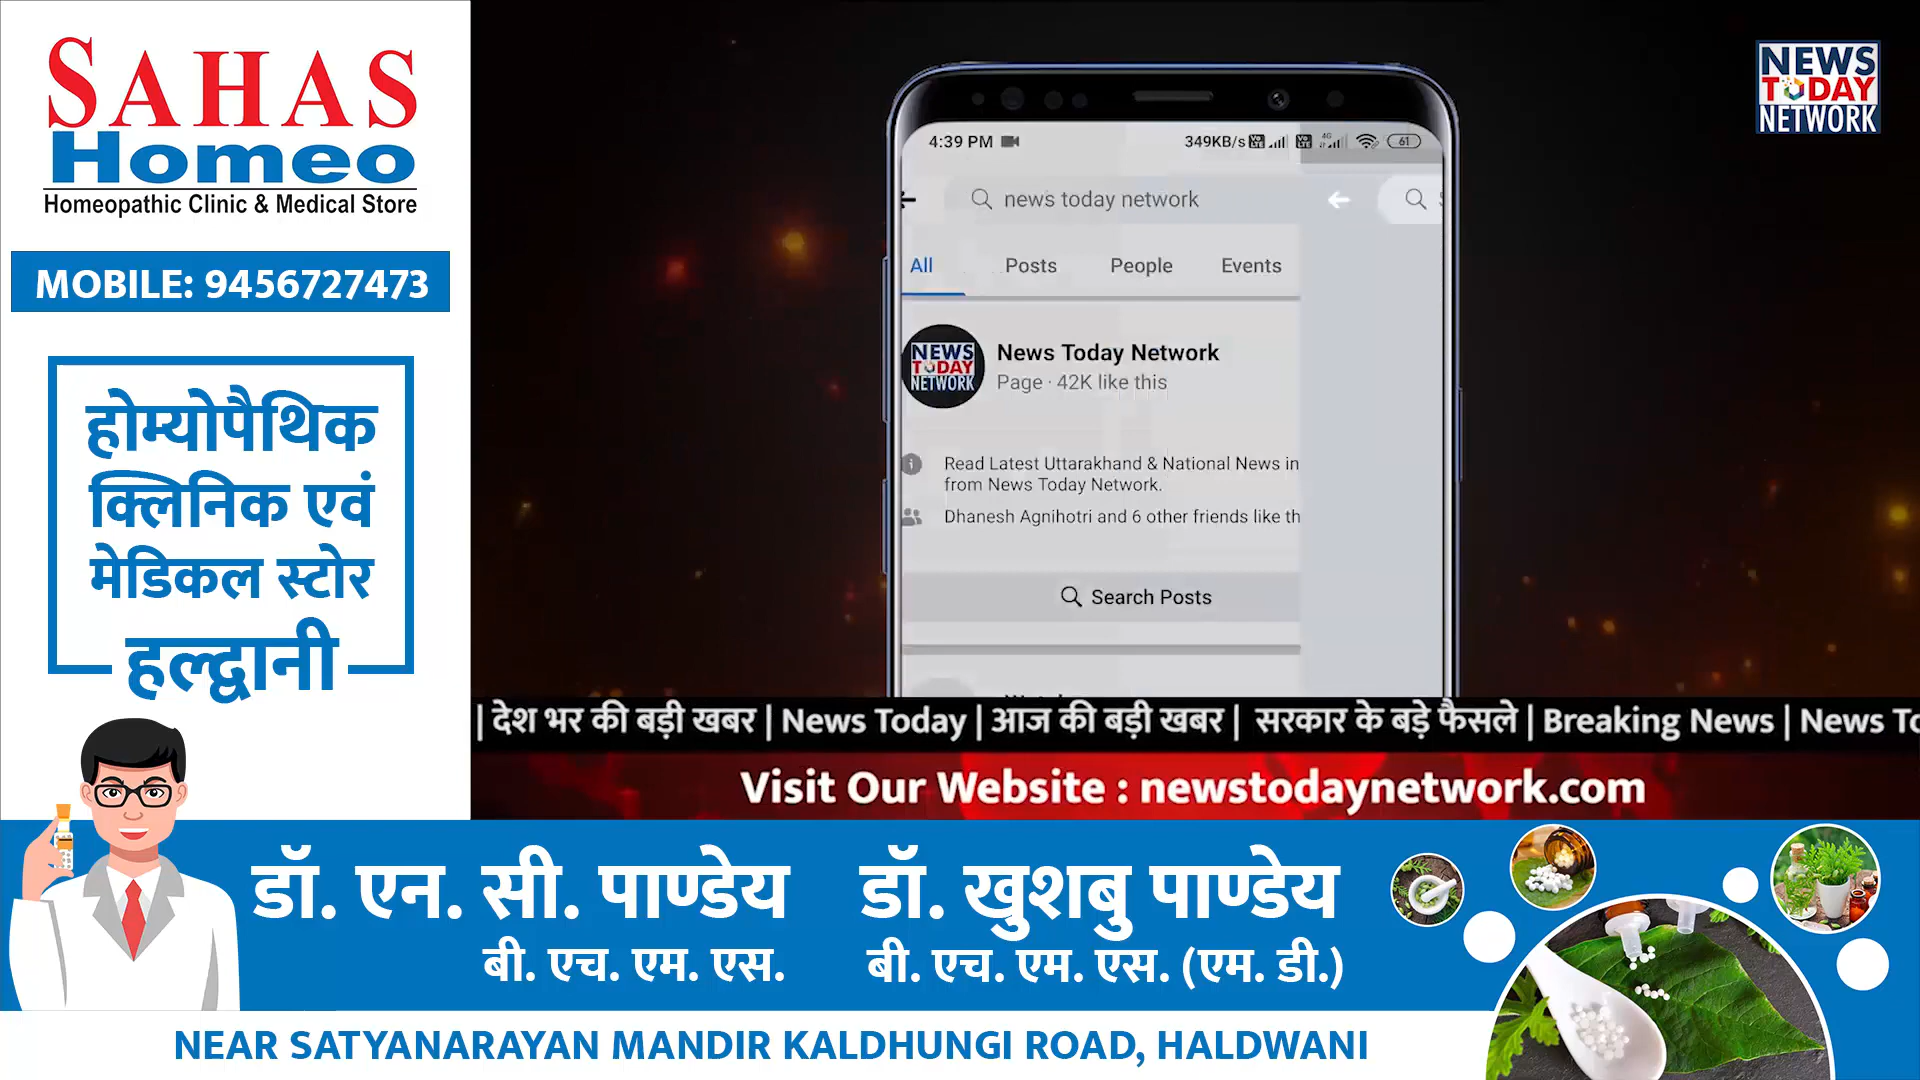 SAHAS
Homeo
Homeopathic Clinic & Medical Store
MOBILE: 9456727473
होम्योपैथिक
क्लिनिक एवं
मेडिकल स्टोर
हल्द्वानी
NEWS
TODAY
NETWORK
4:39 PM
349KB/s
4G
61
news today network
All
Posts
People
Events
NEWS
TODAY
NETWORK
News Today Network
Page · 42K like this
Read Latest Uttarakhand & National News in
from News Today Network.
Dhanesh Agnihotri and 6 other friends like th
Search Posts
| देश भर की बड़ी खबर | News Today | आज की बड़ी खबर | सरकार के बड़े फैसले | Breaking News | News To
Visit Our Website : newstodaynetwork.com
डॉ. एन. सी. पाण्डेय
बी. एच. एम. एस.
डॉ. खुशबु पाण्डेय
बी. एच. एम. एस. (एम. डी.)
NEAR SATYANARAYAN MANDIR KALDHUNGI ROAD, HALDWANI